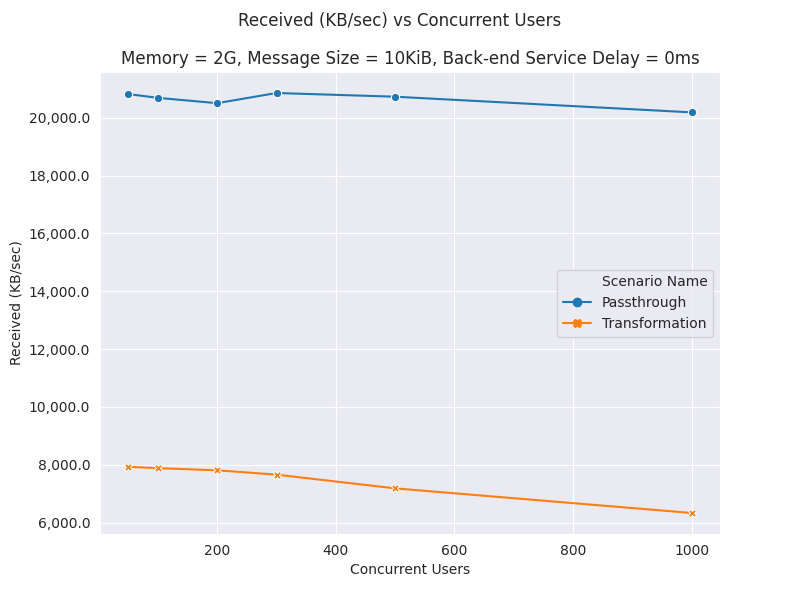 Received (KB/sec) vs Concurrent Users
Memory = 2G, Message Size = 10KiB, Back-end Service Delay = 0ms
20,000.0
18,000.0
16,000.0
14,000.0
12,000.0
10,000.0
8,000.0
6,000.0
Received (KB/sec)
Scenario Name
Passthrough
Transformation
200 400 600 800 1000
Concurrent Users